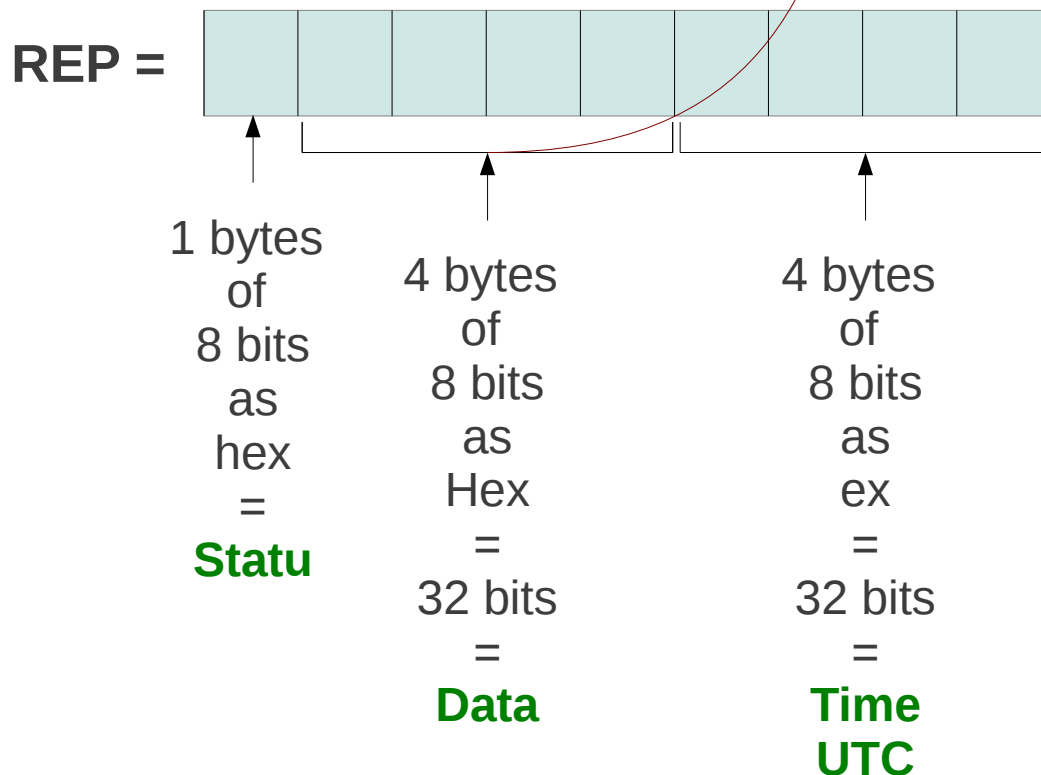 REP =
1 bytes
of
8 bits
as
hex
=
Statu
4 bytes
of
8 bits
as
Hex
=
32 bits
=
Data
4 bytes
of
8 bits
as
ex
=
32 bits
=
Time
UTC